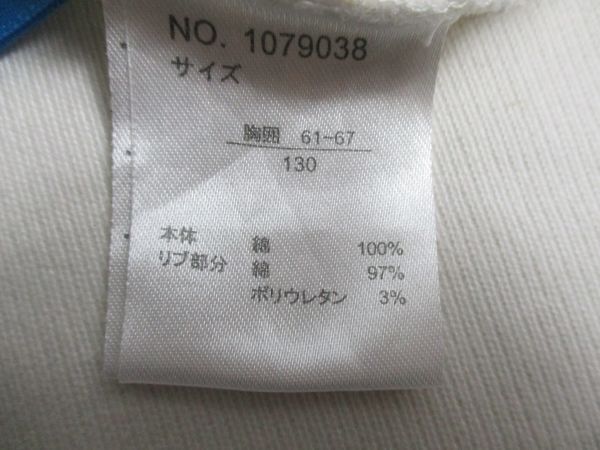 NO. 1079038
サイズ
胸囲 61~67
130
本体 綿 100%
リブ部分 綿 97%
ポリウレタン 3%